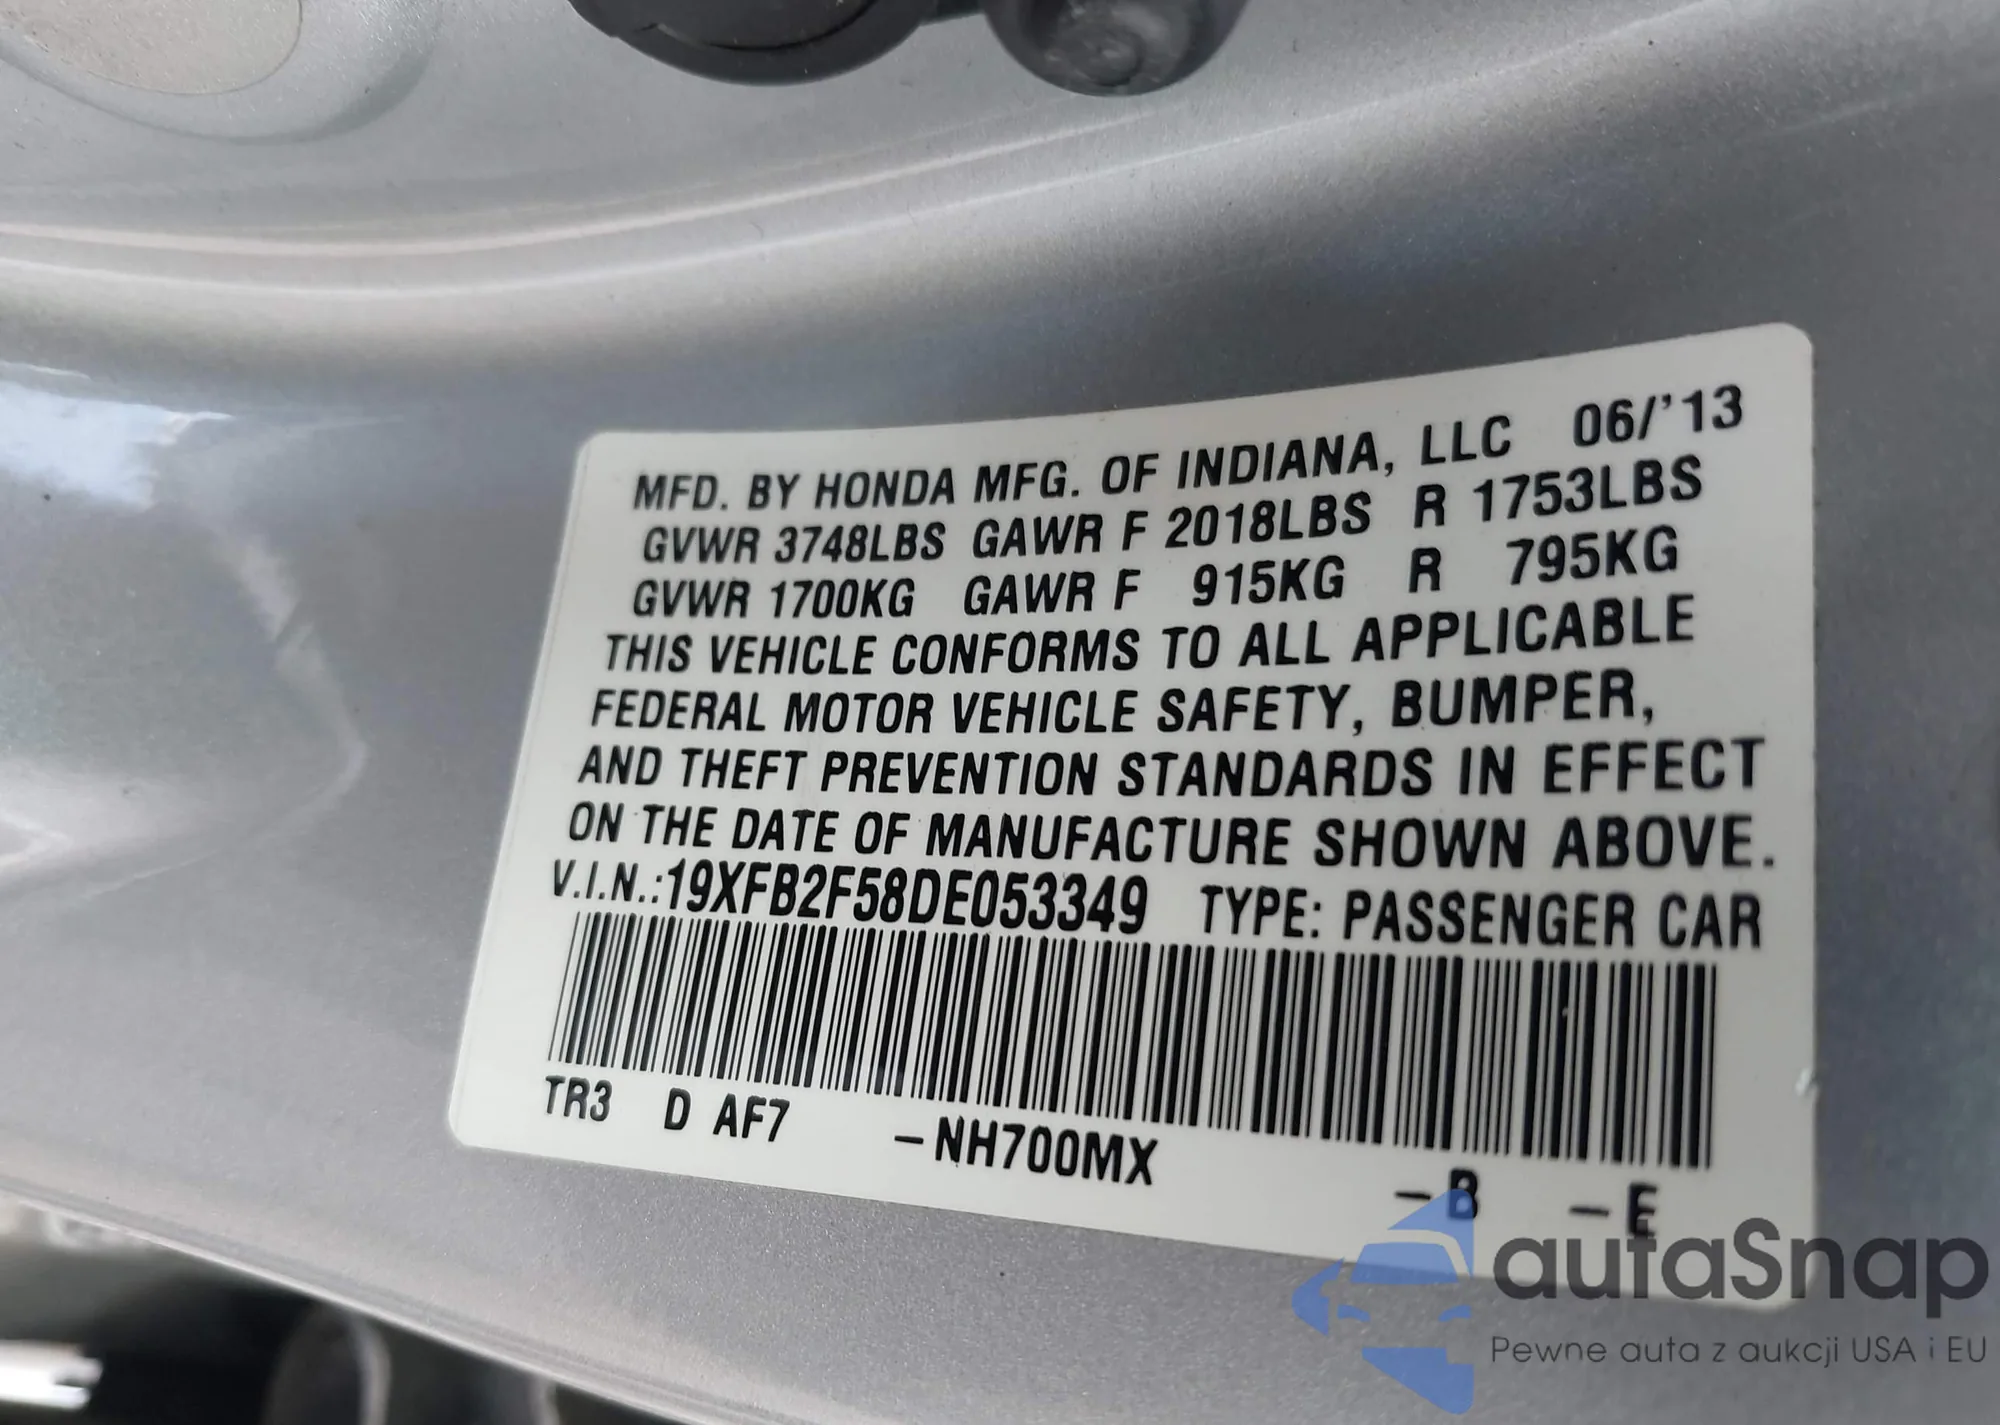 MFD. BY HONDA MFG. OF INDIANA, LLC 06/'13
GVWR 3748LBS GAWR F 2018LBS R 1753LBS
GVWR 1700KG GAWR F 915KG R 795KG
THIS VEHICLE CONFORMS TO ALL APPLICABLE
FEDERAL MOTOR VEHICLE SAFETY, BUMPER,
AND THEFT PREVENTION STANDARDS IN EFFECT
ON THE DATE OF MANUFACTURE SHOWN ABOVE.
V.I.N.:19XFB2F58DE053349 TYPE: PASSENGER CAR
TR3 D AF7 -NH700MX -B -E
autaSnap
Pewne auta z aukcji USA i EU